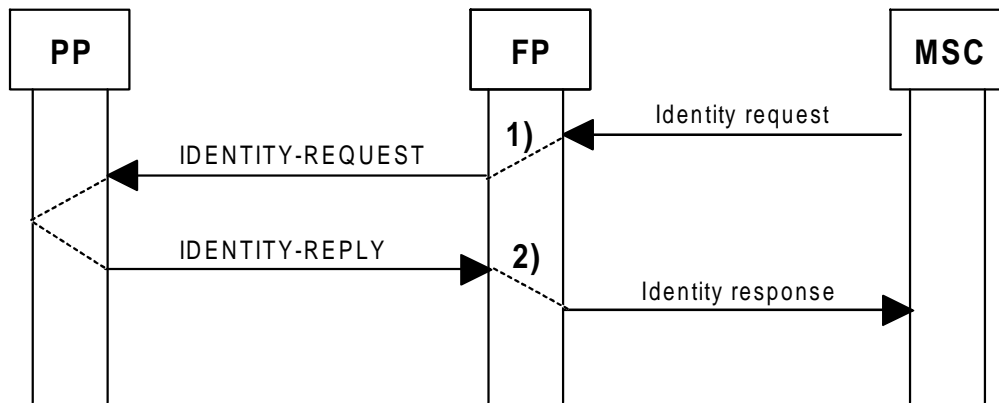 PP
FP
MSC
Identity request
1)
IDENTITY-REQUEST
IDENTITY-REPLY
2)
Identity response